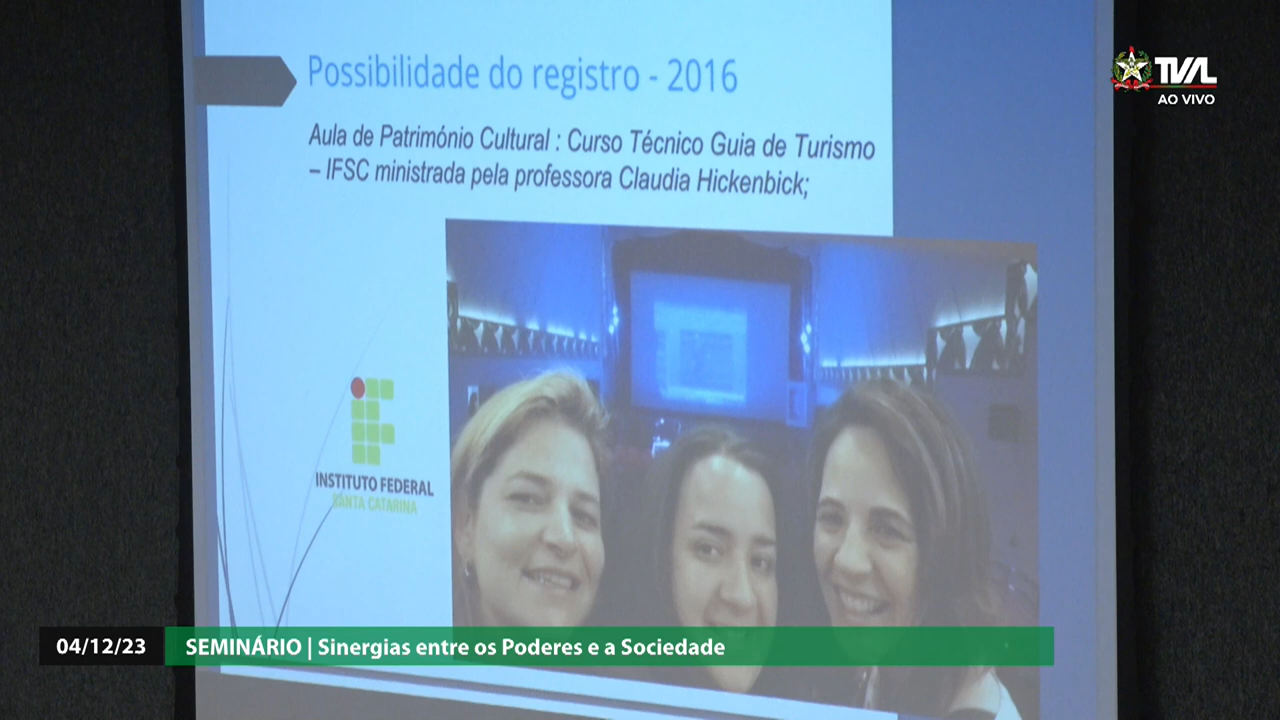 Possibilidade do registro - 2016
Aula de Património Cultural : Curso Técnico Guia de Turismo
– IFSC ministrada pela professora Claudia Hickenbick;
TVAL
AO VIVO
INSTITUTO FEDERAL
SANTA CATARINA
04/12/23
SEMINÁRIO | Sinergias entre os Poderes e a Sociedade